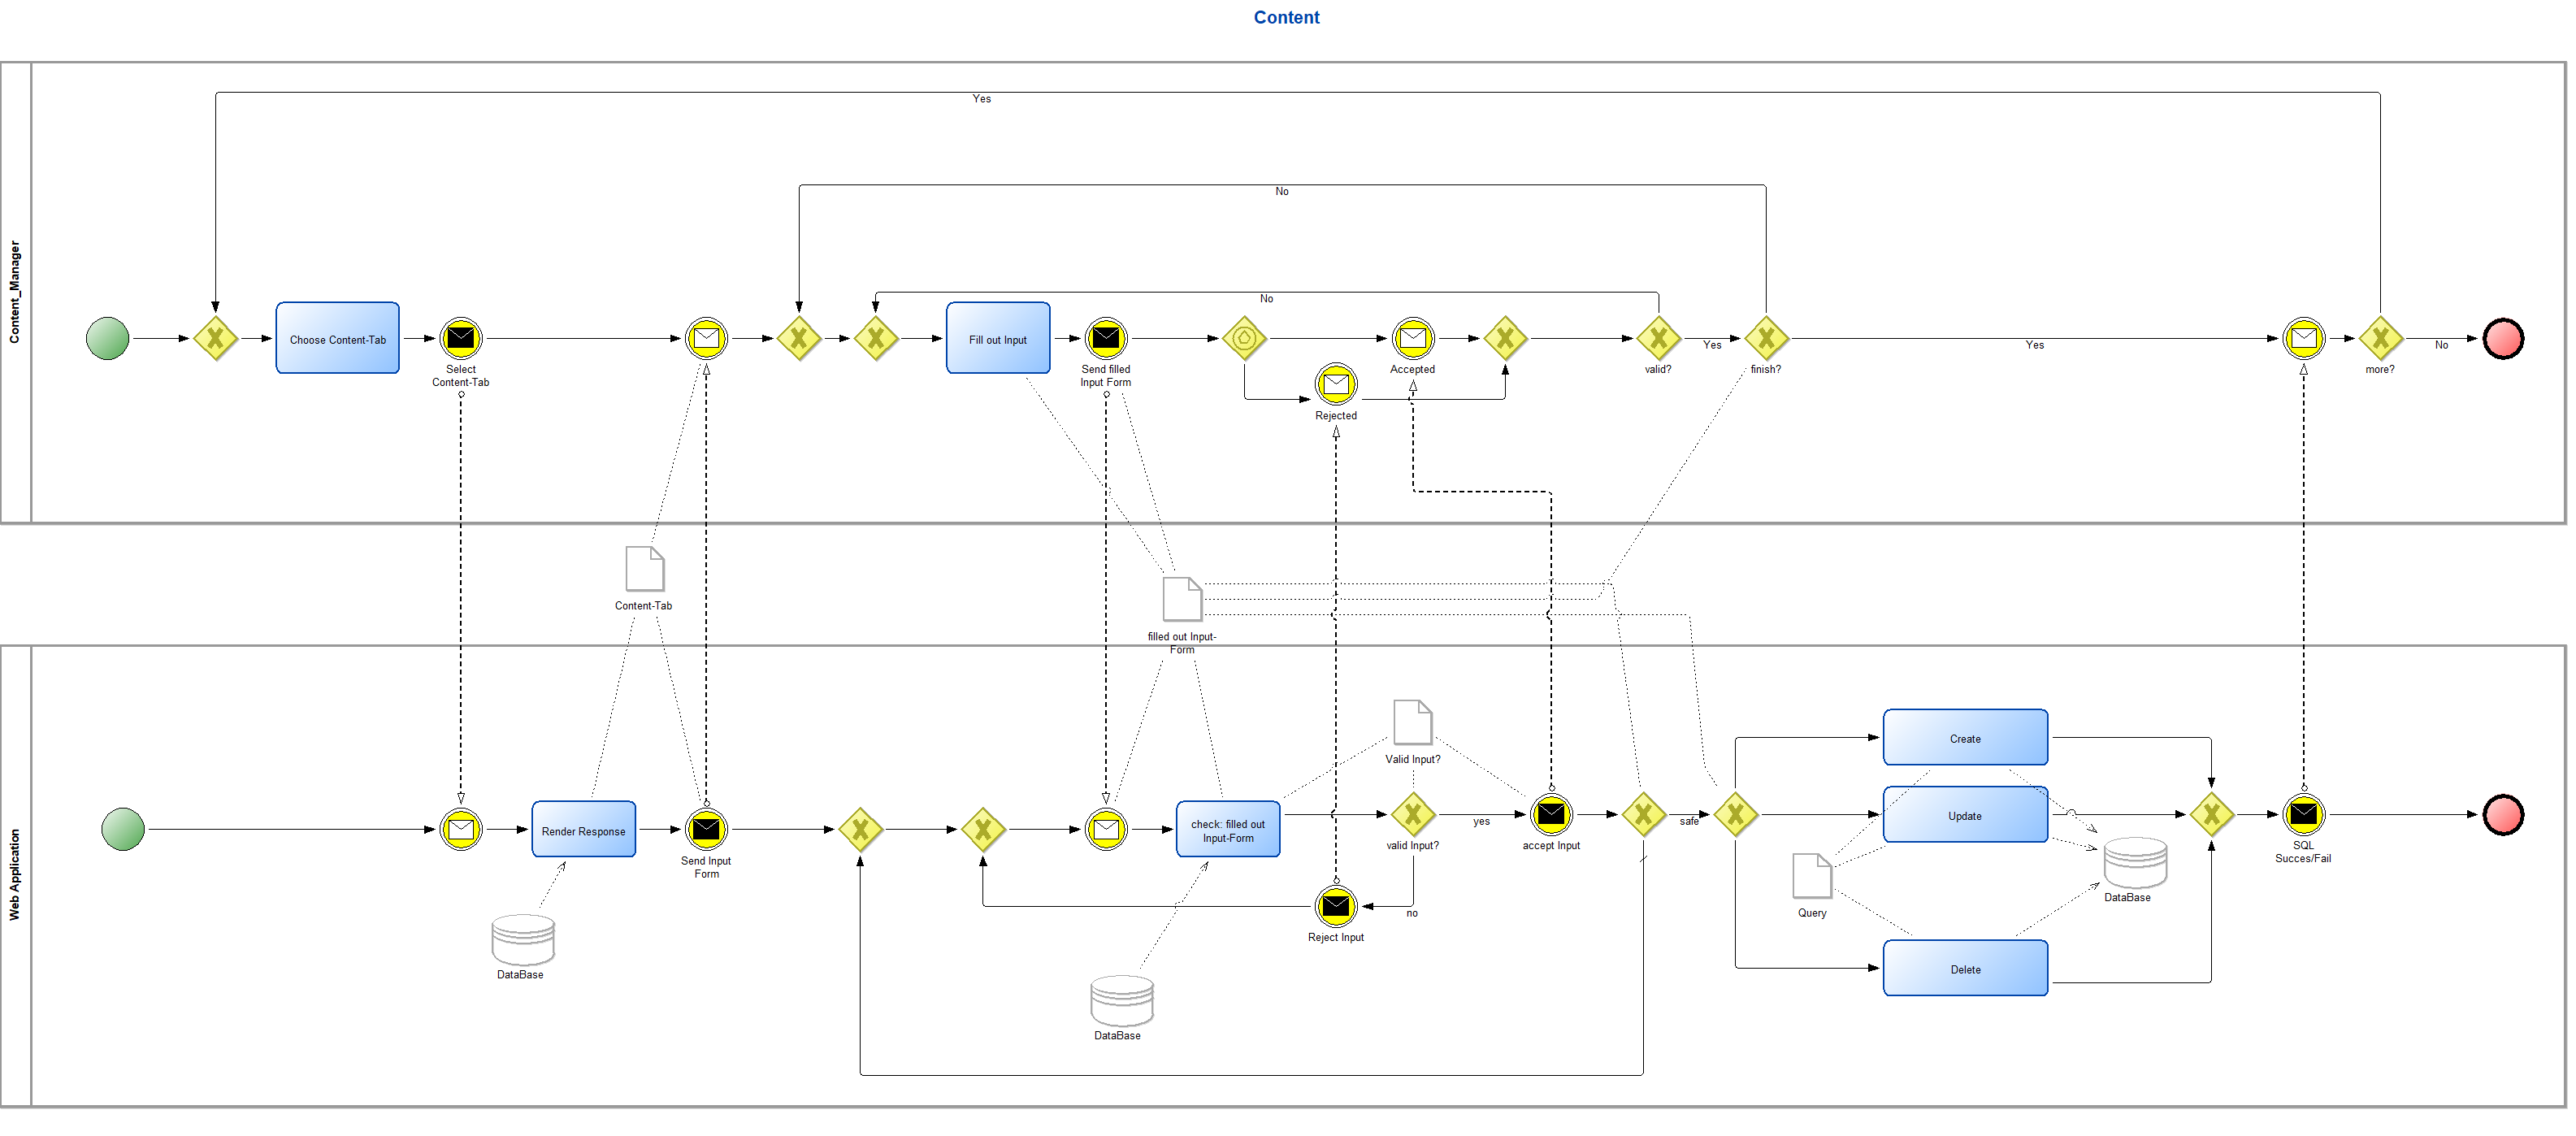 Content
Content_Manager
Yes
No
No
Choose Content-Tab
Select
Content-Tab
Fill out Input
Send filled
Input Form
Accepted
Rejected
valid?
Yes
finish?
Yes
more?
No
Content-Tab
filled out Input-
Form
Web Application
Render Response
Send Input
Form
DataBase
check: filled out
Input-Form
DataBase
Valid Input?
valid Input?
yes
no
Reject Input
accept Input
safe
Create
Update
Delete
Query
DataBase
SQL
Succes/Fail